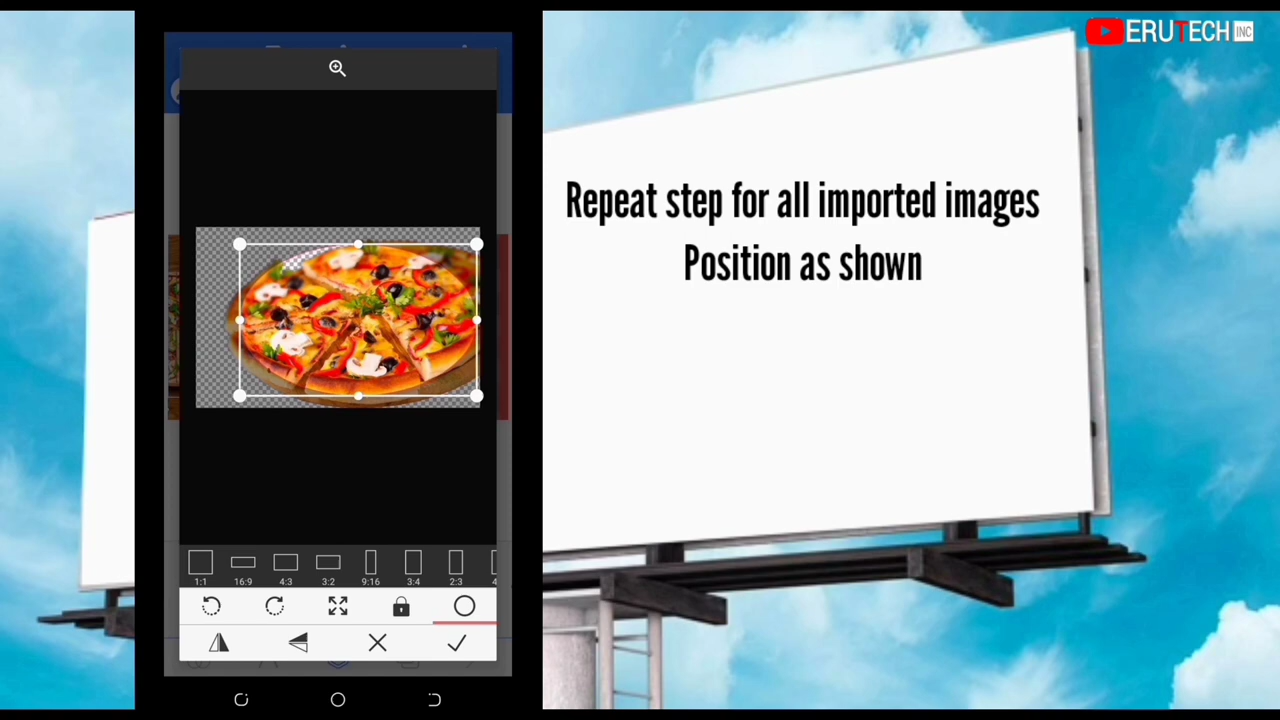 ERUTECH INC
Repeat step for all imported images
Position as shown
1:1 16:9 4:3 3:2 9:16 3:4 2:3 4